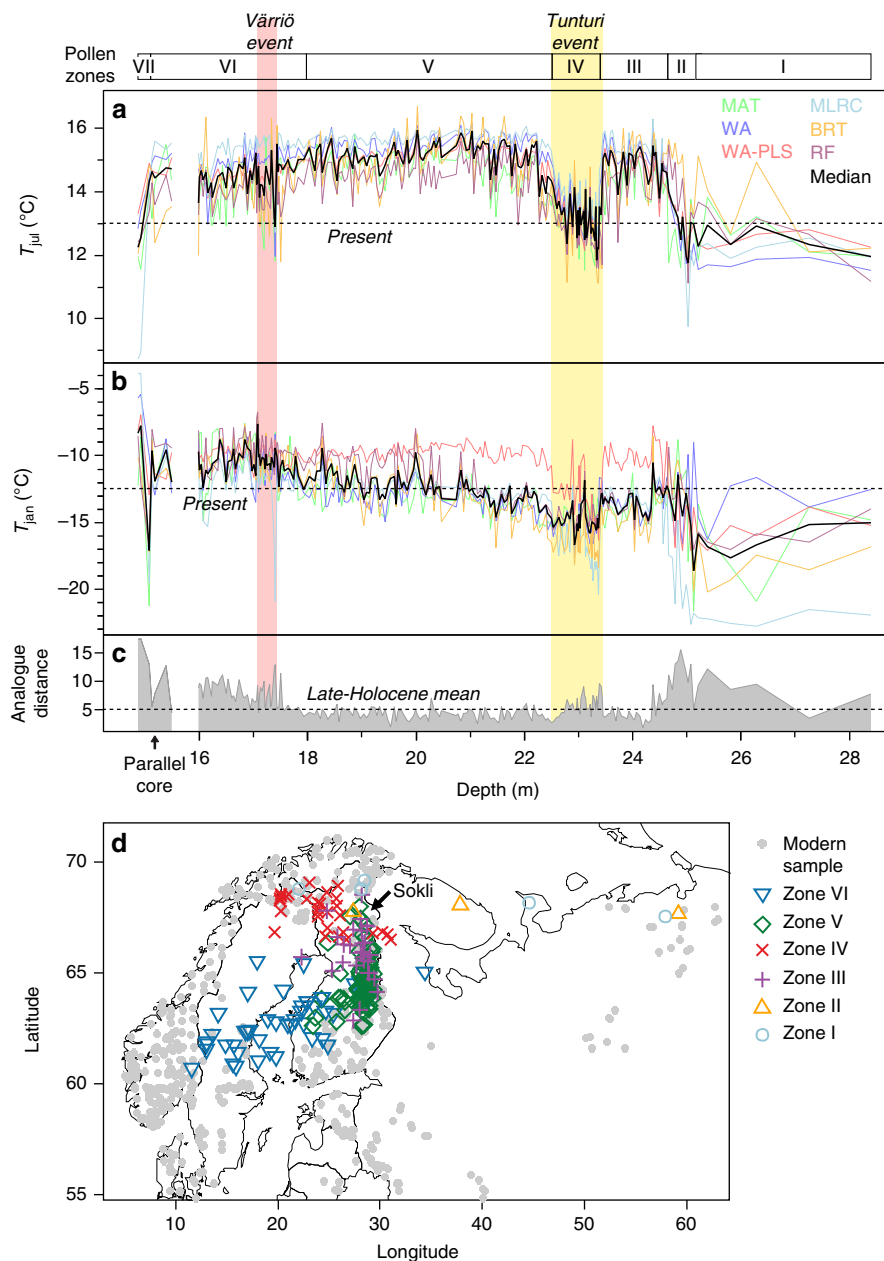 Värriö
event
Tunturi
event
Pollen
zones
VII VI V IV III II I
a
MAT MLRC
WA BRT
WA-PLS RF
Median
Present
T jul (°C)
16
14
12
10
b
Present
T jan (°C)
−5
−10
−15
−20
c
Late-Holocene mean
Analogue
distance
15
10
5
Parallel
core
16 18 20 22 24 26 28
Depth (m)
d
Sokli
Latitude
70
65
60
55
10 20 30 40 50 60
Longitude
Modern
sample
Zone VI
Zone V
Zone IV
Zone III
Zone II
Zone I